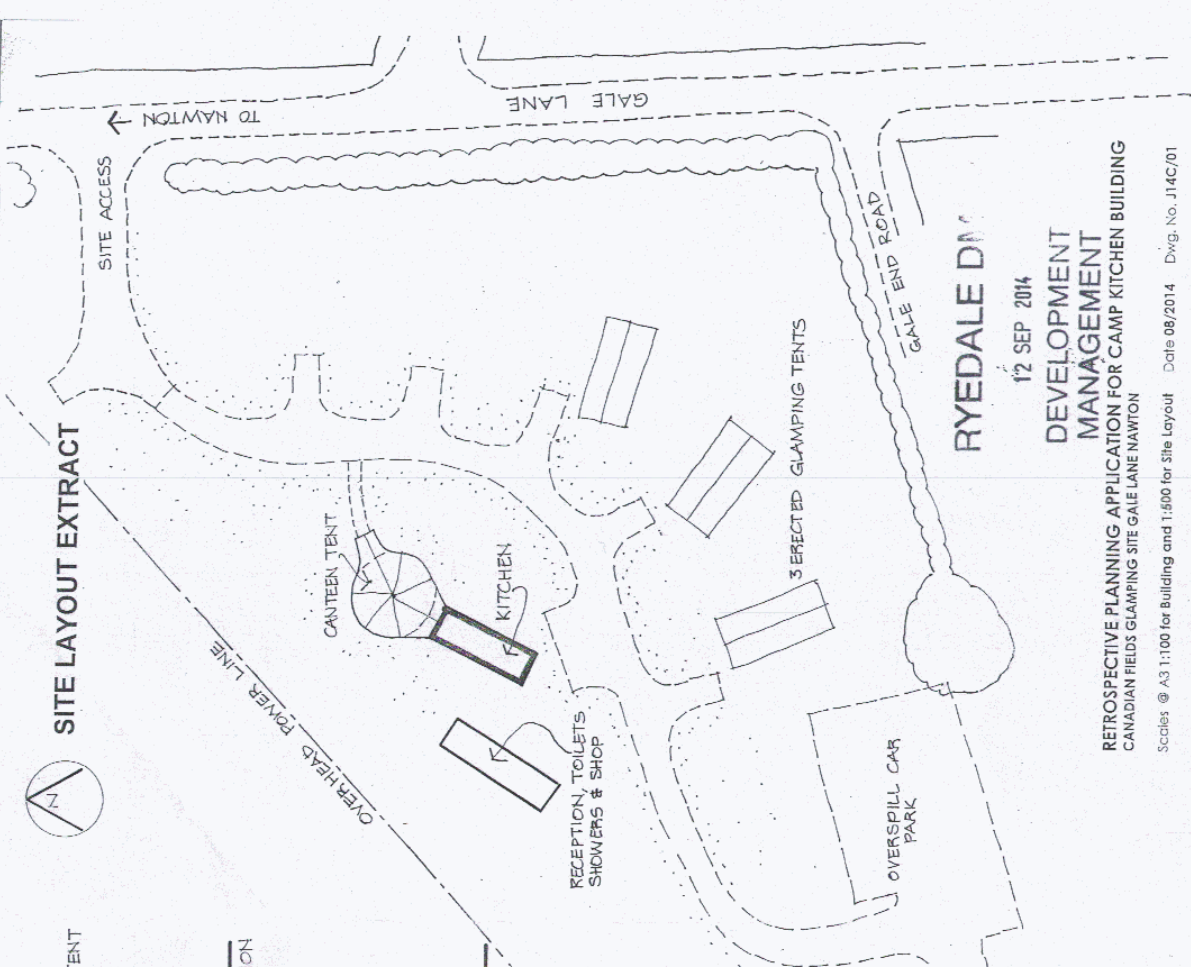 SITE LAYOUT EXTRACT
N
TO NAWTON
GALE LANE
SITE ACCESS
GALE END ROAD
CANTEEN TENT
KITCHEN
3 ERECTED GLAMPING TENTS
OVERHEAD POWER LINE
RECEPTION, TOILETS
SHOWERS & SHOP
OVERSPILL CAR
PARK
RYEDALE DM
12 SEP 2014
DEVELOPMENT
MANAGEMENT
RETROSPECTIVE PLANNING APPLICATION FOR CAMP KITCHEN BUILDING
CANADIAN FIELDS GLAMPING SITE GALE LANE NAWTON
Scales @ A3 1:100 for Building and 1:500 for Site Layout Date 08/2014 Dwg. No. J14C/01